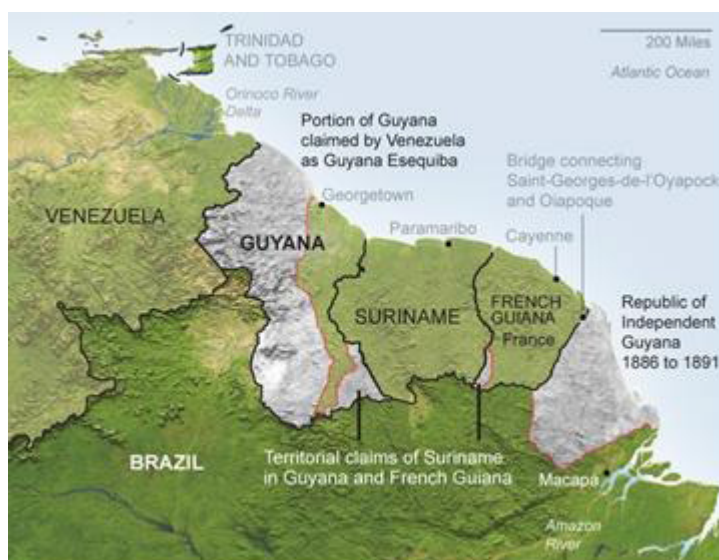 TRINIDAD
AND TOBAGO
200 Miles
Atlantic Ocean
Orinoco River
Delta
Portion of Guyana
claimed by Venezuela
as Guyana Esequiba
Bridge connecting
Saint-Georges-de-l'Oyapock
and Oiapoque
Georgetown
VENEZUELA
Paramaribo
Cayenne
GUYANA
SURINAME
FRENCH
GUIANA
France
Republic of
Independent
Guyana
1886 to 1891
BRAZIL
Territorial claims of Suriname
in Guyana and French Guiana
Macapa
Amazon
River